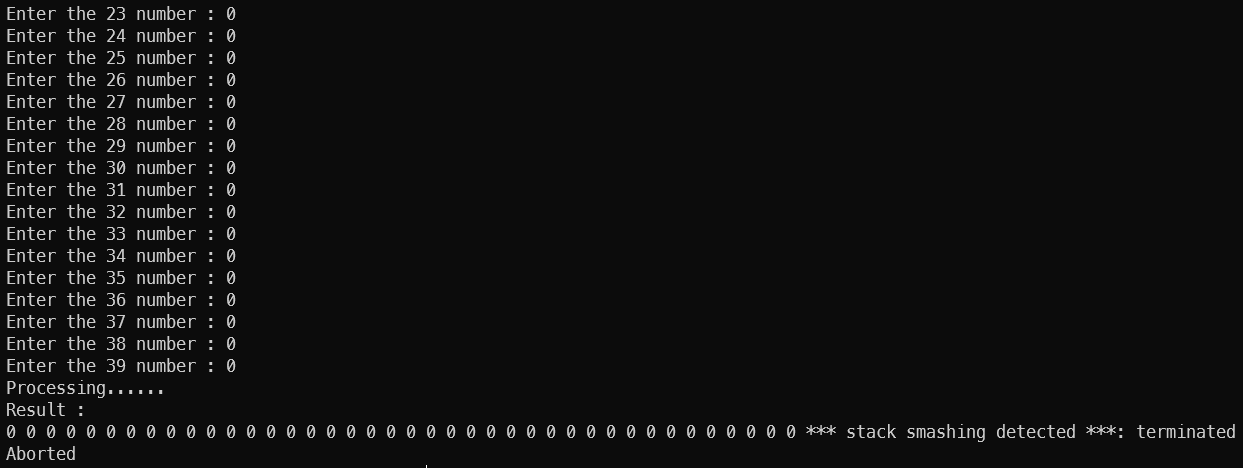 Enter the 23 number : 0
Enter the 24 number : 0
Enter the 25 number : 0
Enter the 26 number : 0
Enter the 27 number : 0
Enter the 28 number : 0
Enter the 29 number : 0
Enter the 30 number : 0
Enter the 31 number : 0
Enter the 32 number : 0
Enter the 33 number : 0
Enter the 34 number : 0
Enter the 35 number : 0
Enter the 36 number : 0
Enter the 37 number : 0
Enter the 38 number : 0
Enter the 39 number : 0
Processing......
Result :
0 0 0 0 0 0 0 0 0 0 0 0 0 0 0 0 0 0 0 0 0 0 0 0 0 0 0 0 0 0 0 0 0 0 0 0 0 0 0 0 *** stack smashing detected ***: terminated
Aborted